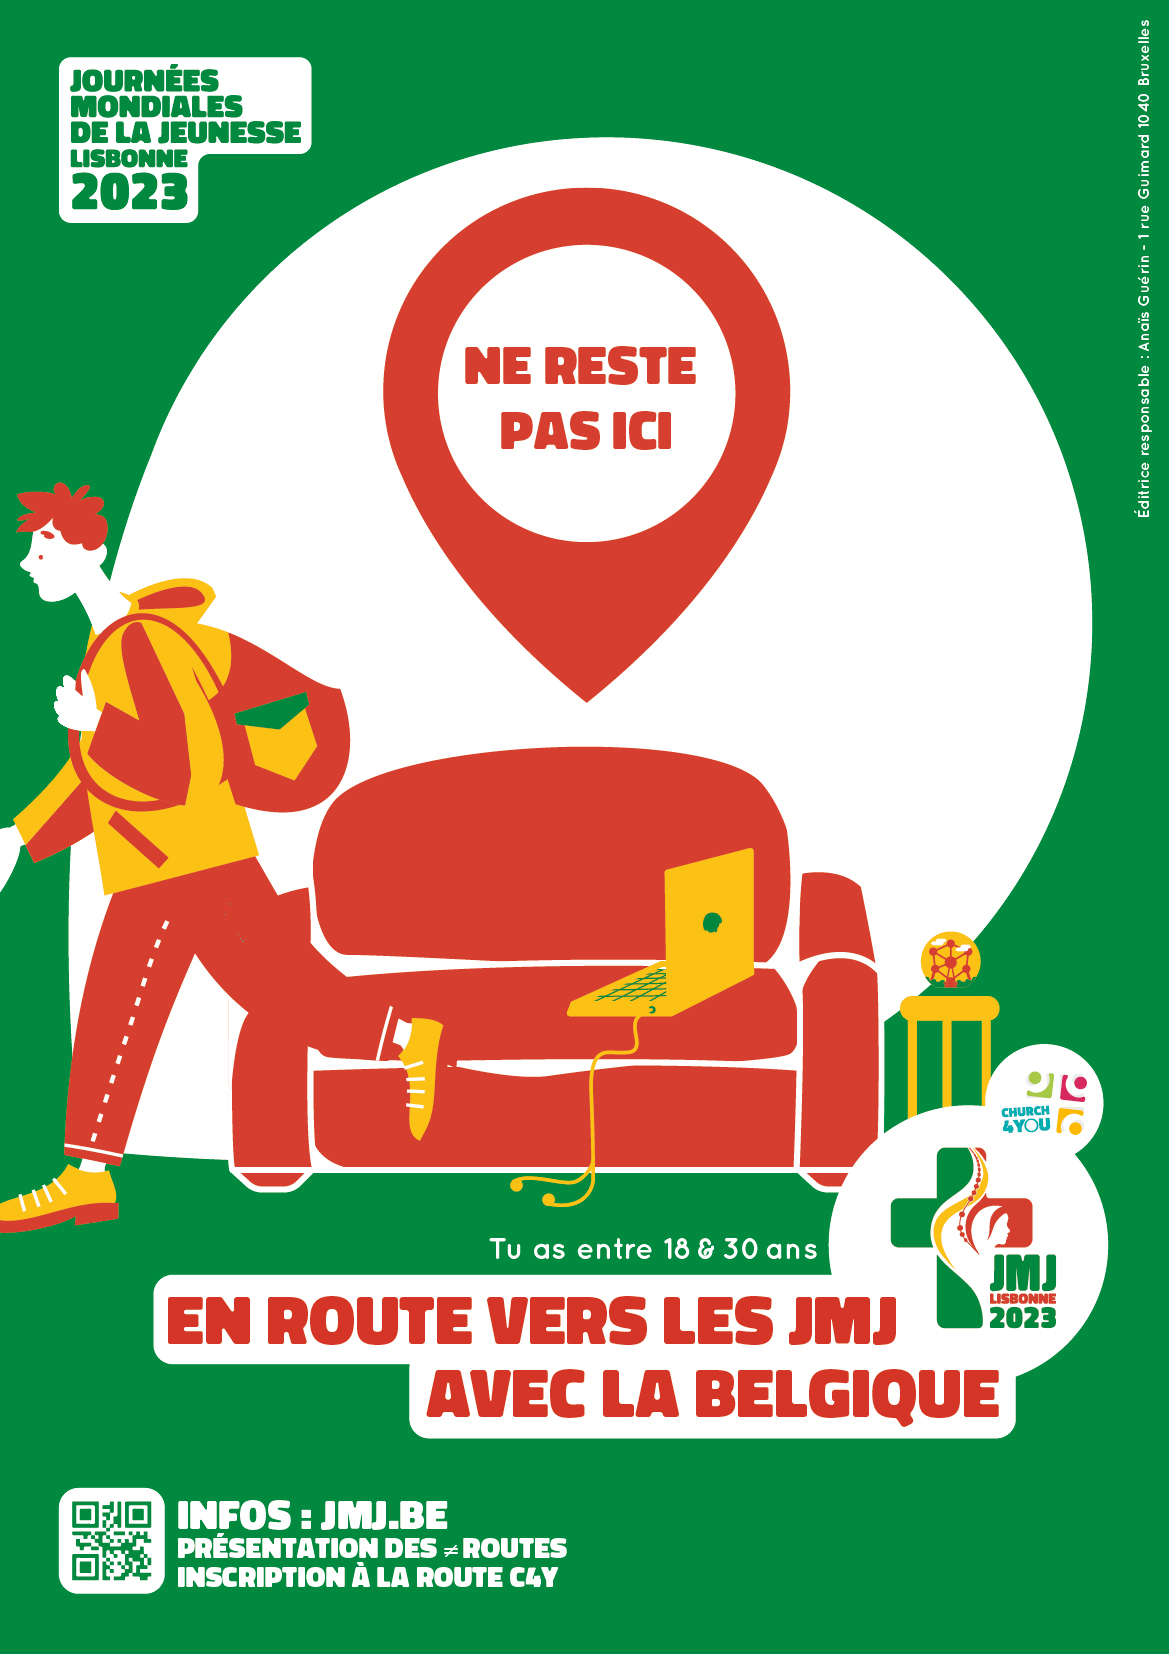 JOURNÉES
MONDIALES
DE LA JEUNESSE
LISBONNE
2023
Éditrice responsable : Anaïs Guérin - 1 rue Guimard 1040 Bruxelles
NE RESTE
PAS ICI
CHURCH
4YOU
JMJ
LISBONNE
2023
Tu as entre 18 & 30 ans
EN ROUTE VERS LES JMJ
AVEC LA BELGIQUE
INFOS : JMJ.BE
PRÉSENTATION DES ≠ ROUTES
INSCRIPTION À LA ROUTE C4Y